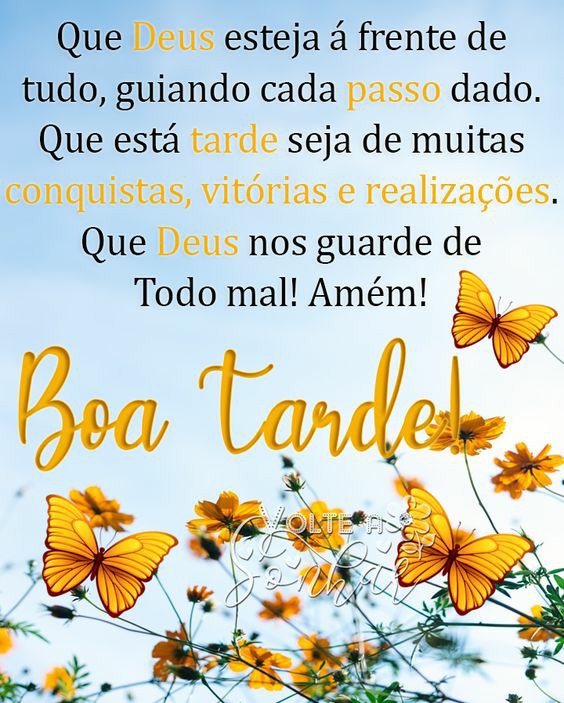 Que Deus esteja á frente de
tudo, guiando cada passo dado.
Que está tarde seja de muitas
conquistas, vitórias e realizações.
Que Deus nos guarde de
Todo mal! Amém!
Boa Tarde!
VOLTE A
Sonhar